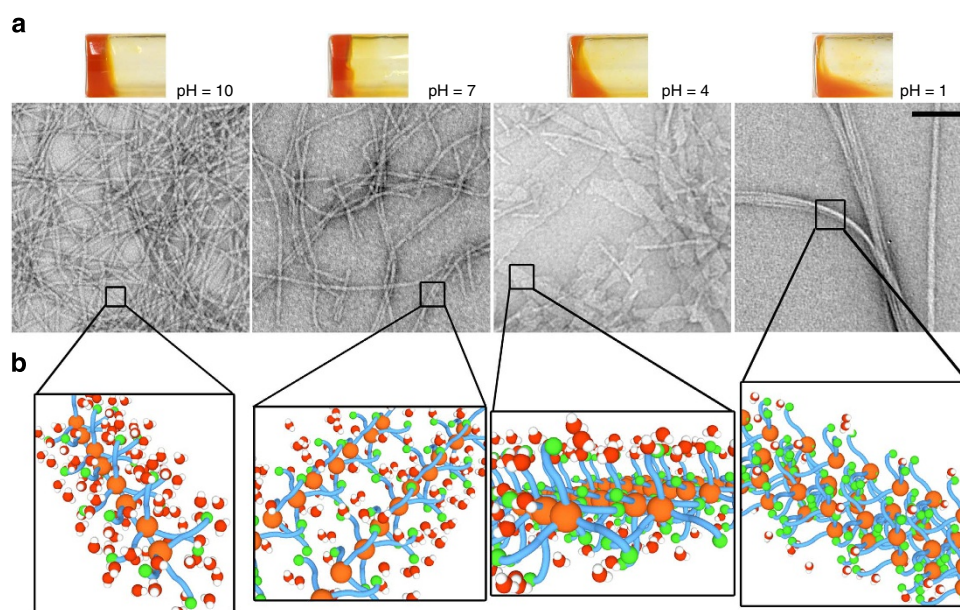 a
pH = 10
pH = 7
pH = 4
pH = 1
b